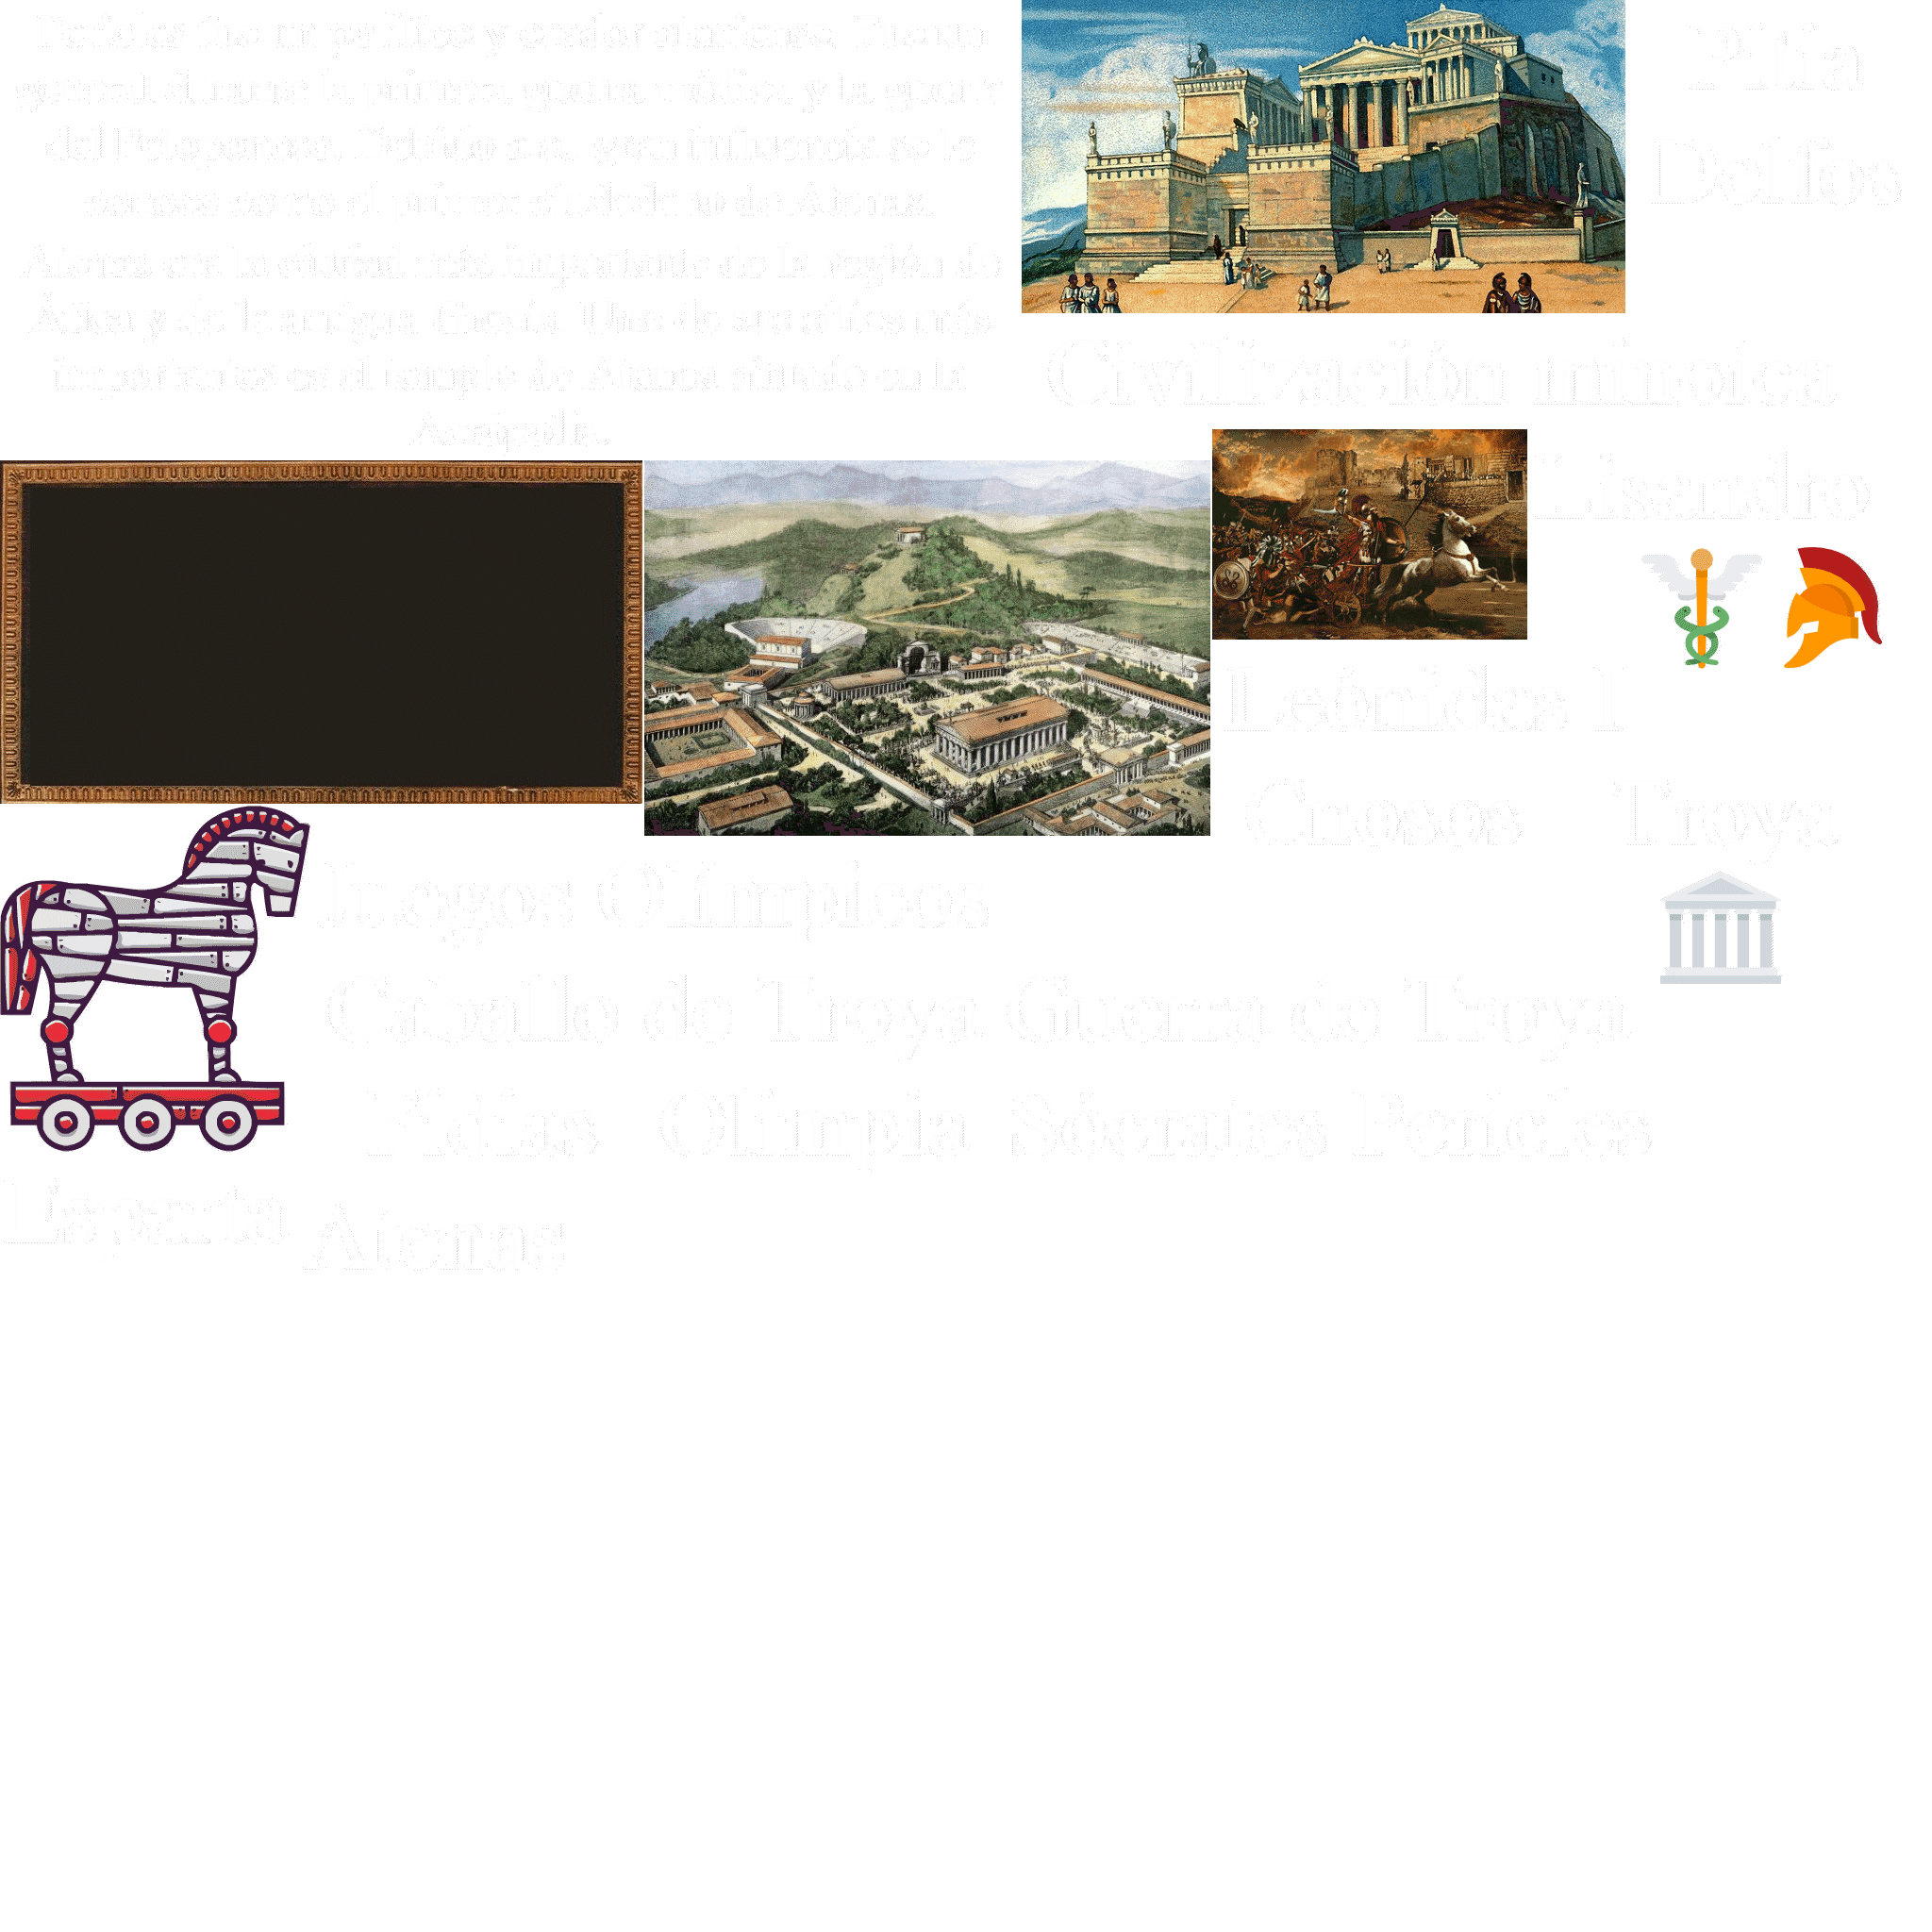 Pericles fue un político y orador ateniense. Fue un
general durante la primera guerra médica y la guerra
del Peloponeso. Debido a su gran influencia se le
conoce como el primer ciudadano de Atenas.
Atenas era la ciudad más importante de la región de
Ática y de la antigua Grecia. Uno de sus sitios más
importantes es el templo de Atenea situado en la
Acrópolis.
Pitia
Delfos
Civilización minoica
Lisandro
Leónidas I
Cnosos
Troya
Juegos Olímpicos
Caballo de Troya
Guerra de Troya
Fidias
Olimpia
Sócrates
Pericles
Esparta
Atenas